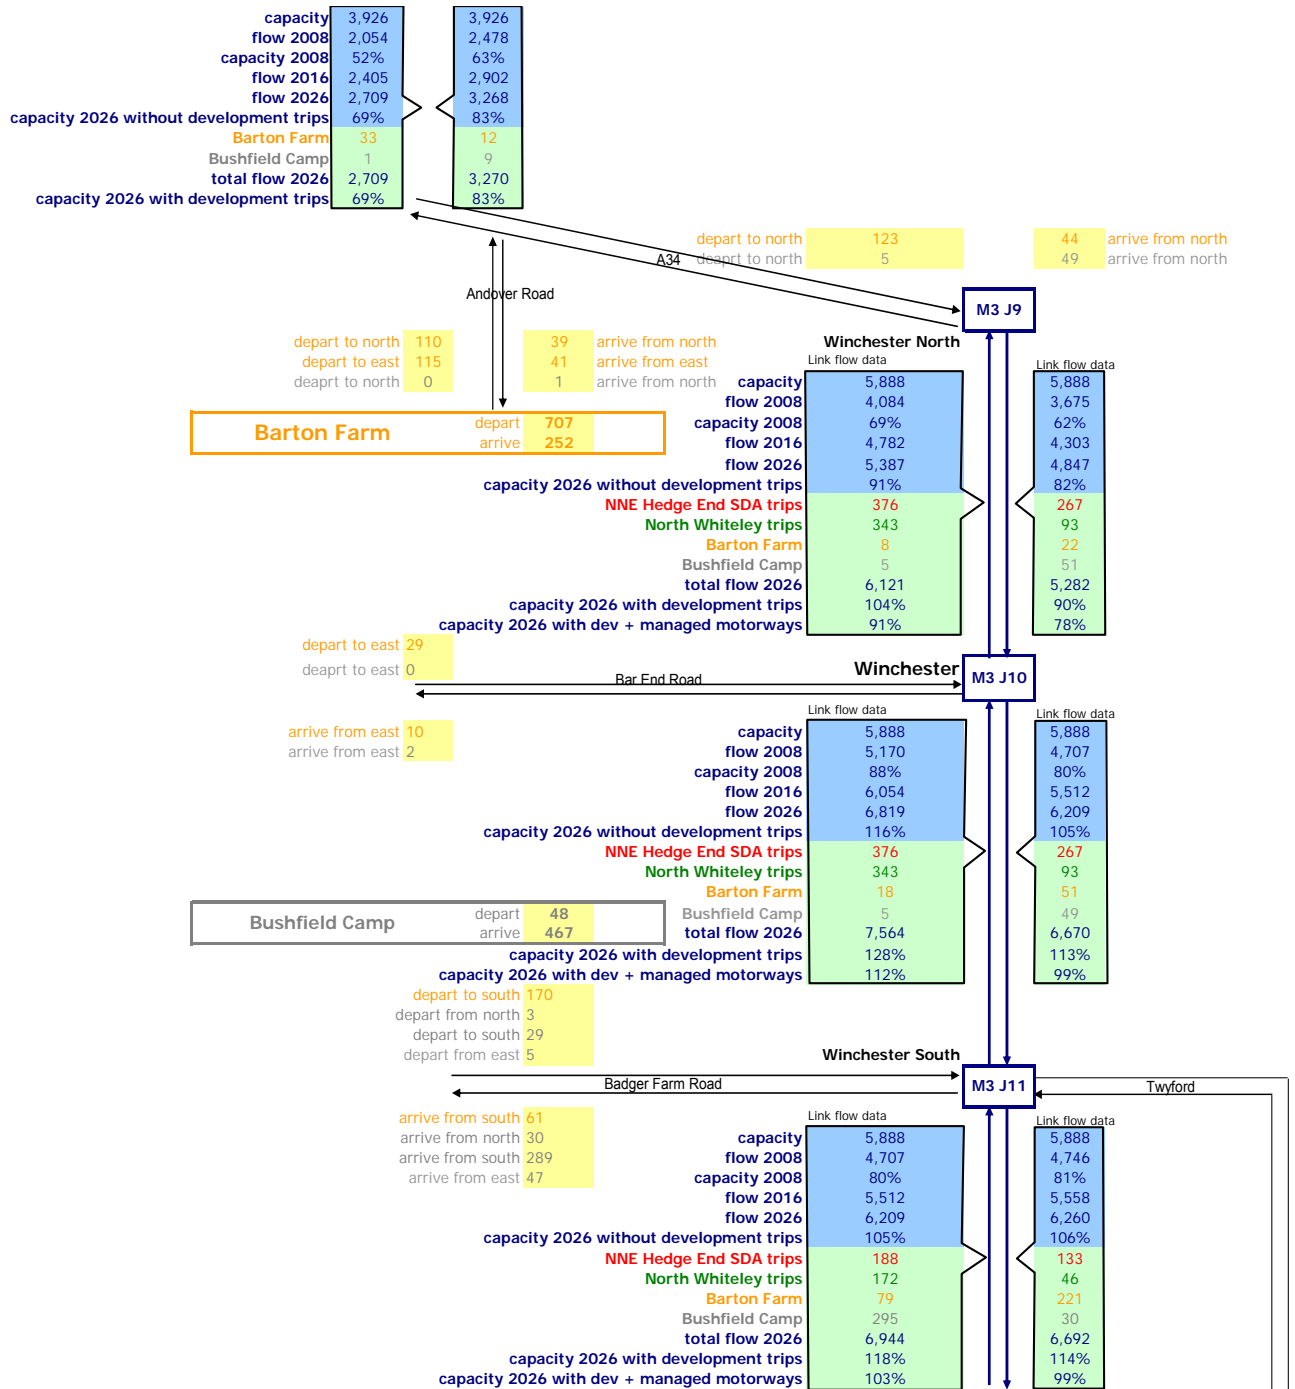 capacity 3,926 3,926
flow 2008 2,054 2,478
capacity 2008 52% 63%
flow 2016 2,405 2,902
flow 2026 2,709 3,268
capacity 2026 without development trips 69% 83%
Barton Farm 33 12
Bushfield Camp 1 9
total flow 2026 2,709 3,270
capacity 2026 with development trips 69% 83%
depart to north 123 44 arrive from north
A34 deaprt to north 5 49 arrive from north
Andover Road
M3 J9
depart to north 110 39 arrive from north Winchester North
depart to east 115 41 arrive from east Link flow data Link flow data
deaprt to north 0 1 arrive from north
capacity 5,888 5,888
flow 2008 4,084 3,675
Barton Farm depart 707 capacity 2008 69% 62%
arrive 252 flow 2016 4,782 4,303
flow 2026 5,387 4,847
capacity 2026 without development trips 91% 82%
NNE Hedge End SDA trips 376 267
North Whiteley trips 343 93
Barton Farm 8 22
Bushfield Camp 5 51
total flow 2026 6,121 5,282
capacity 2026 with development trips 104% 90%
capacity 2026 with dev + managed motorways 91% 78%
depart to east 29
deaprt to east 0 Winchester M3 J10
Bar End Road
Link flow data Link flow data
arrive from east 10 capacity 5,888 5,888
arrive from east 2 flow 2008 5,170 4,707
capacity 2008 88% 80%
flow 2016 6,054 5,512
flow 2026 6,819 6,209
capacity 2026 without development trips 116% 105%
NNE Hedge End SDA trips 376 267
North Whiteley trips 343 93
Barton Farm 18 51
Bushfield Camp depart 48 Bushfield Camp 5 49
arrive 467 total flow 2026 7,564 6,670
capacity 2026 with development trips 128% 113%
capacity 2026 with dev + managed motorways 112% 99%
depart to south 170
depart from north 3
depart to south 29
depart from east 5 Winchester South
Badger Farm Road M3 J11 Twyford
arrive from south 61 Link flow data Link flow data
arrive from north 30 capacity 5,888 5,888
arrive from south 289 flow 2008 4,707 4,746
arrive from east 47 capacity 2008 80% 81%
flow 2016 5,512 5,558
flow 2026 6,209 6,260
capacity 2026 without development trips 105% 106%
NNE Hedge End SDA trips 188 133
North Whiteley trips 172 46
Barton Farm 79 221
Bushfield Camp 295 30
total flow 2026 6,944 6,692
capacity 2026 with development trips 118% 114%
capacity 2026 with dev + managed motorways 103% 99%